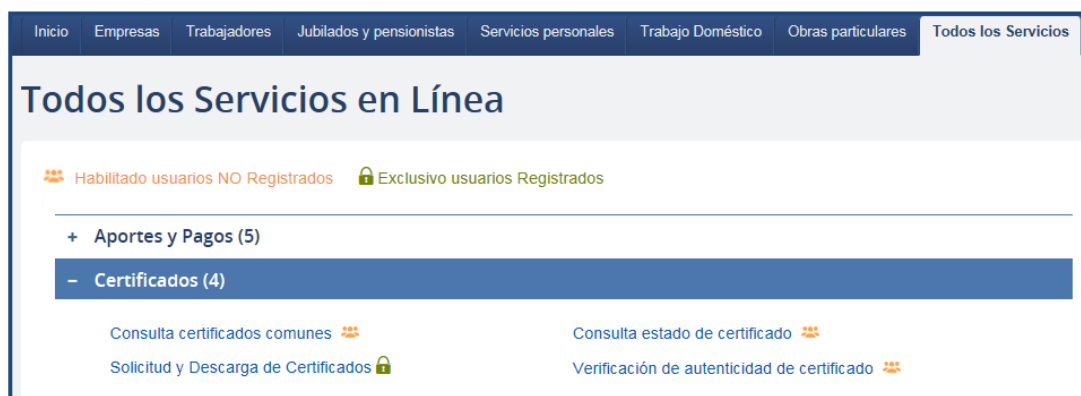 Inicio Empresas Trabajadores Jubilados y pensionistas Servicios personales Trabajo Doméstico Obras particulares Todos los Servicios
Todos los Servicios en Línea
Habilitado usuarios NO Registrados Exclusivo usuarios Registrados
+ Aportes y Pagos (5)
– Certificados (4)
Consulta certificados comunes Consulta estado de certificado
Solicitud y Descarga de Certificados Verificación de autenticidad de certificado